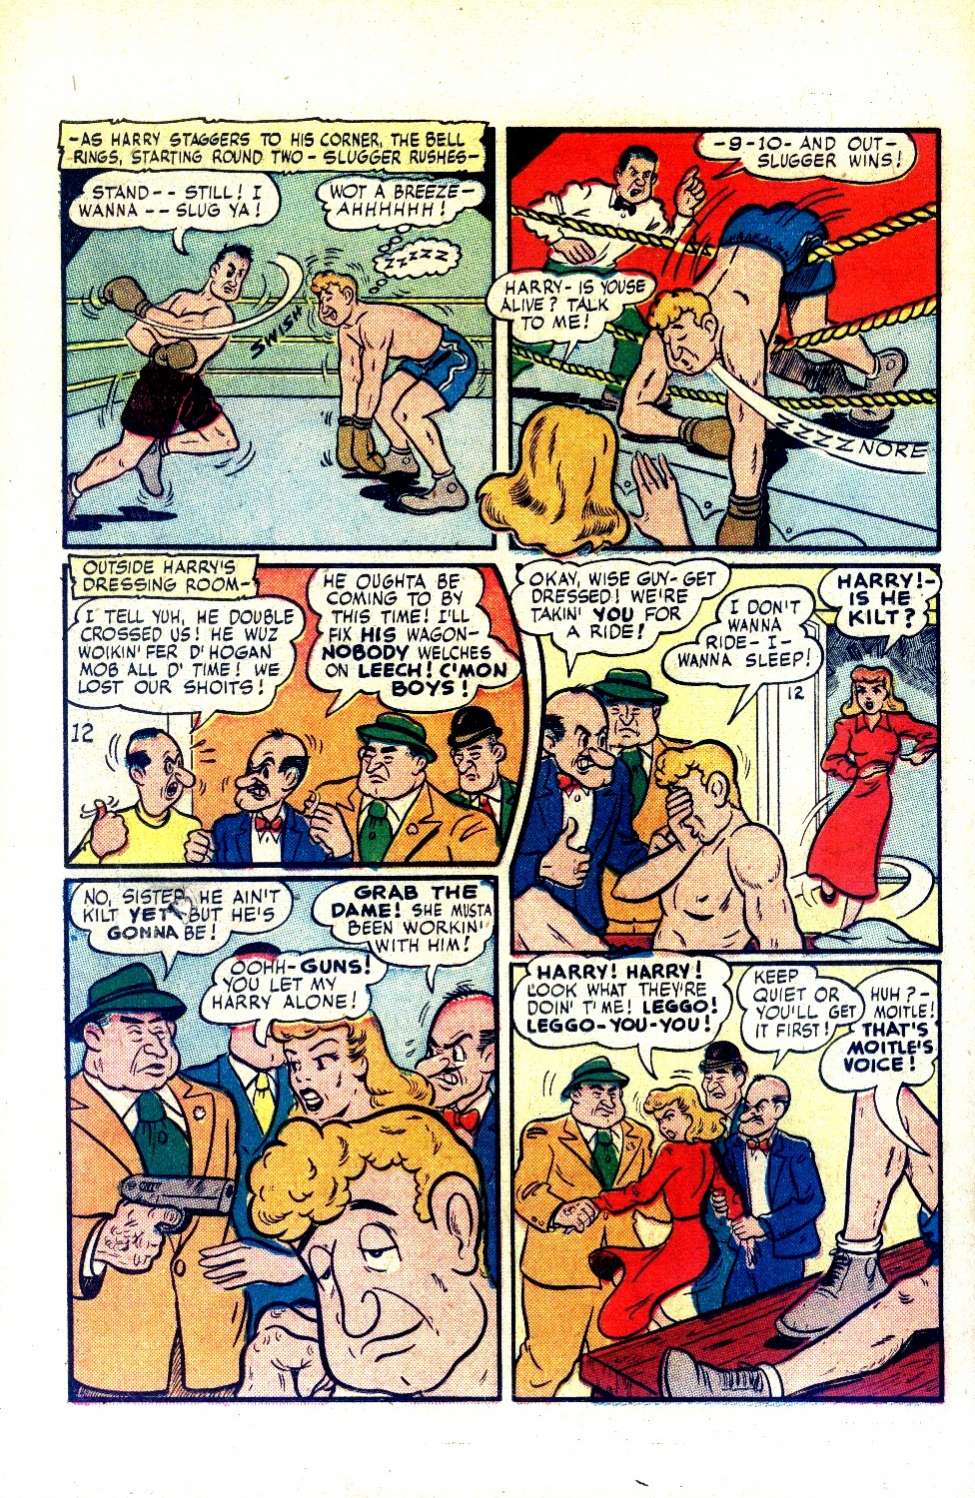 -AS HARRY STAGGERS TO HIS CORNER, THE BELL
RINGS, STARTING ROUND TWO- SLUGGER RUSHES-
STAND-- STILL! I
WANNA -- SLUG YA!
WOT A BREEZE-
AHHHHHH!
ZZZZZ
SWISH
-9-10- AND OUT-
SLUGGER WINS!
HARRY- IS YOUSE
ALIVE? TALK
TO ME!
ZZZZZNORE
OUTSIDE HARRY'S
DRESSING ROOM-
I TELL YUH, HE DOUBLE
CROSSED US! HE WUZ
WOIKIN' FER D' HOGAN
MOB ALL D' TIME! WE
LOST OUR SHOITS!
HE OUGHTA BE
COMING TO BY
THIS TIME! I'LL
FIX HIS WAGON-
NOBODY WELCHES
ON LEECH! C'MON
BOYS!
12
OKAY, WISE GUY- GET
DRESSED! WE'RE
TAKIN' YOU FOR
A RIDE!
I DON'T
WANNA
RIDE- I-
WANNA SLEEP!
HARRY!-
IS HE
KILT?
12
NO, SISTER, HE AIN'T
KILT YET- BUT HE'S
GONNA BE!
OOHH-GUNS!
YOU LET MY
HARRY ALONE!
GRAB THE
DAME! SHE MUSTA
BEEN WORKIN'
WITH HIM!
HARRY! HARRY!
LOOK WHAT THEY'RE
DOIN' T' ME! LEGGO!
LEGGO-YOU-YOU!
KEEP
QUIET OR
YOU'LL GET
IT FIRST!
HUH?-
MOITLE!
THAT'S
MOITLE'S
VOICE!